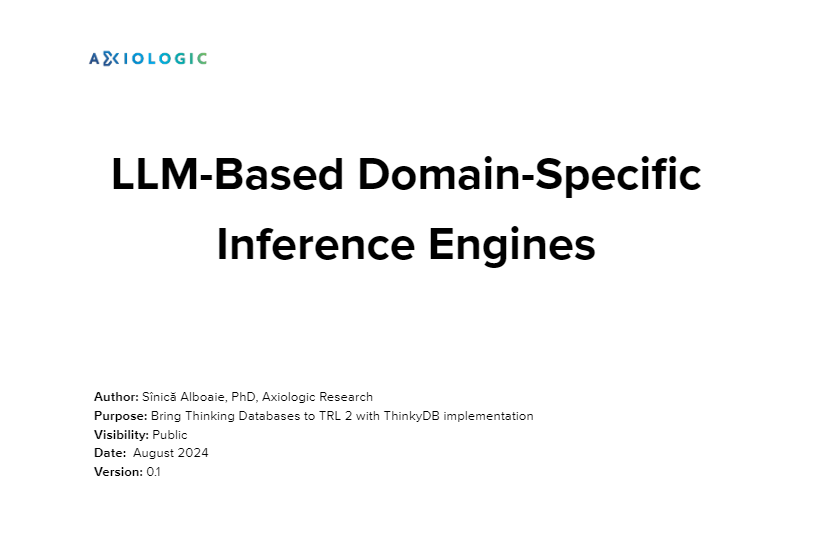 AXIOLOGIC
LLM-Based Domain-Specific
Inference Engines
Author: Sînică Alboaie, PhD, Axiologic Research
Purpose: Bring Thinking Databases to TRL 2 with ThinkyDB implementation
Visibility: Public
Date: August 2024
Version: 0.1